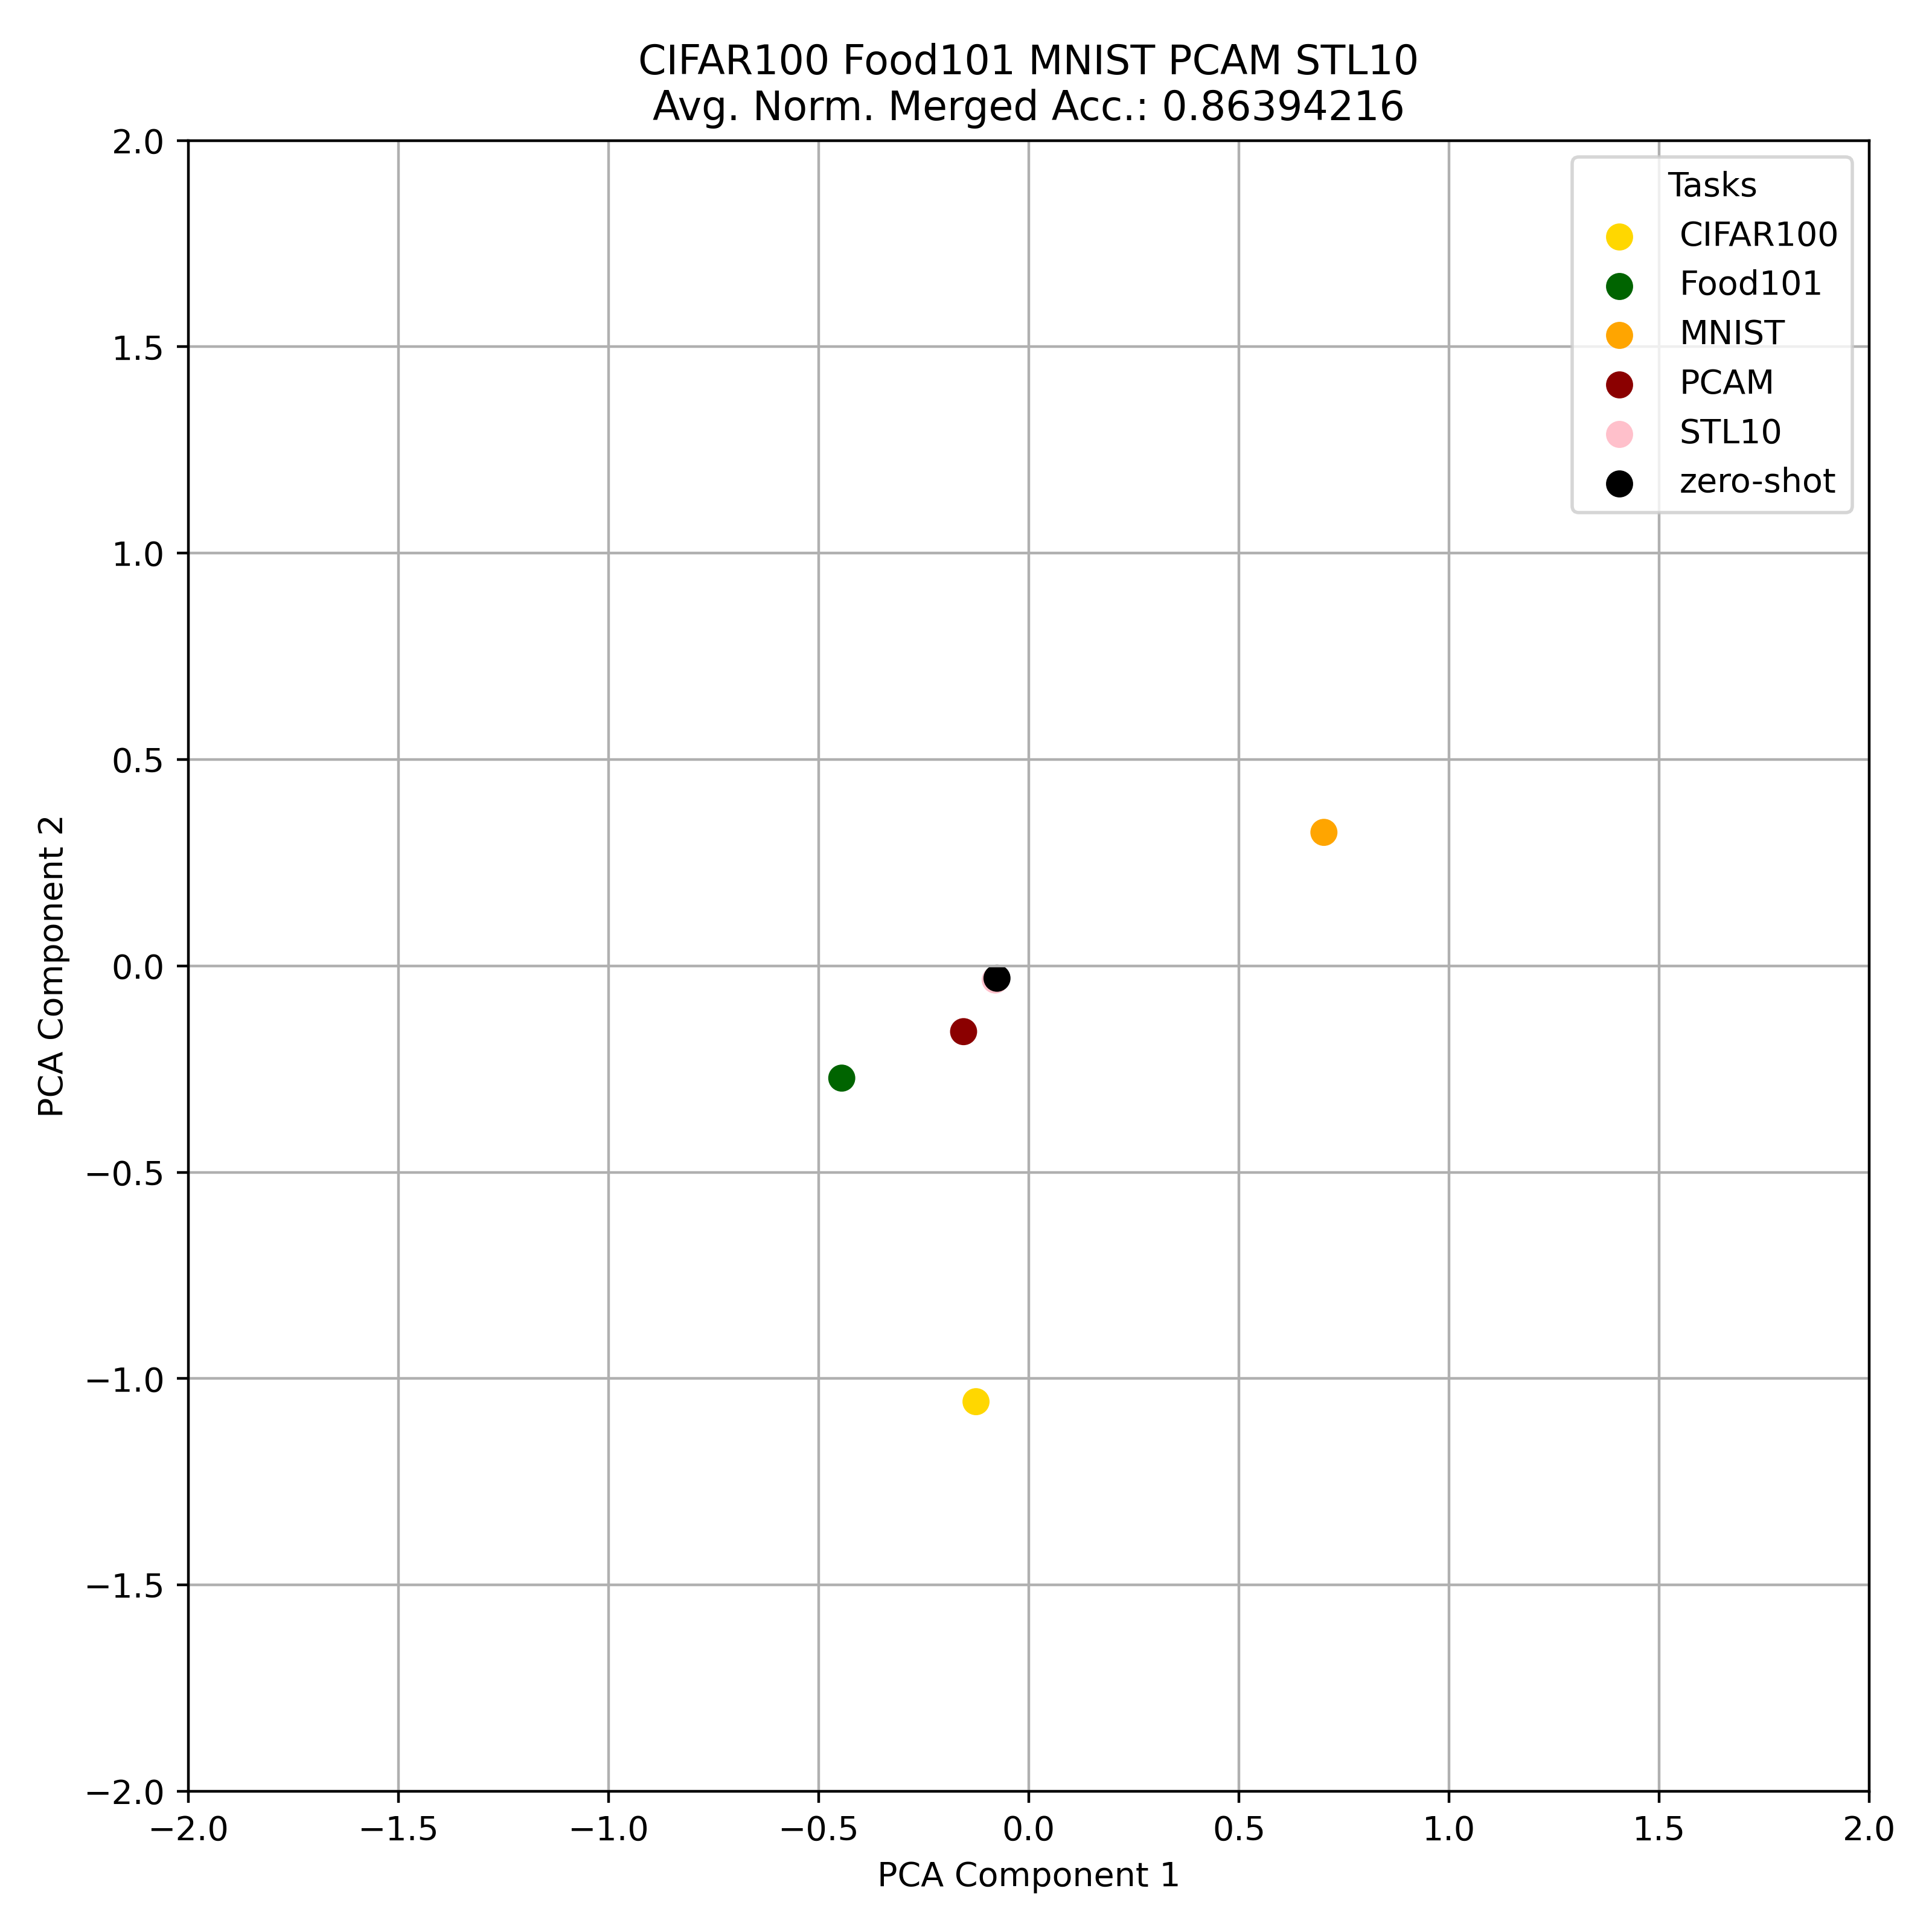 CIFAR100 Food101 MNIST PCAM STL10
Avg. Norm. Merged Acc.: 0.86394216
Tasks
CIFAR100
Food101
MNIST
PCAM
STL10
zero-shot
PCA Component 2
2.0
1.5
1.0
0.5
0.0
−0.5
−1.0
−1.5
−2.0
−2.0 −1.5 −1.0 −0.5 0.0 0.5 1.0 1.5 2.0
PCA Component 1